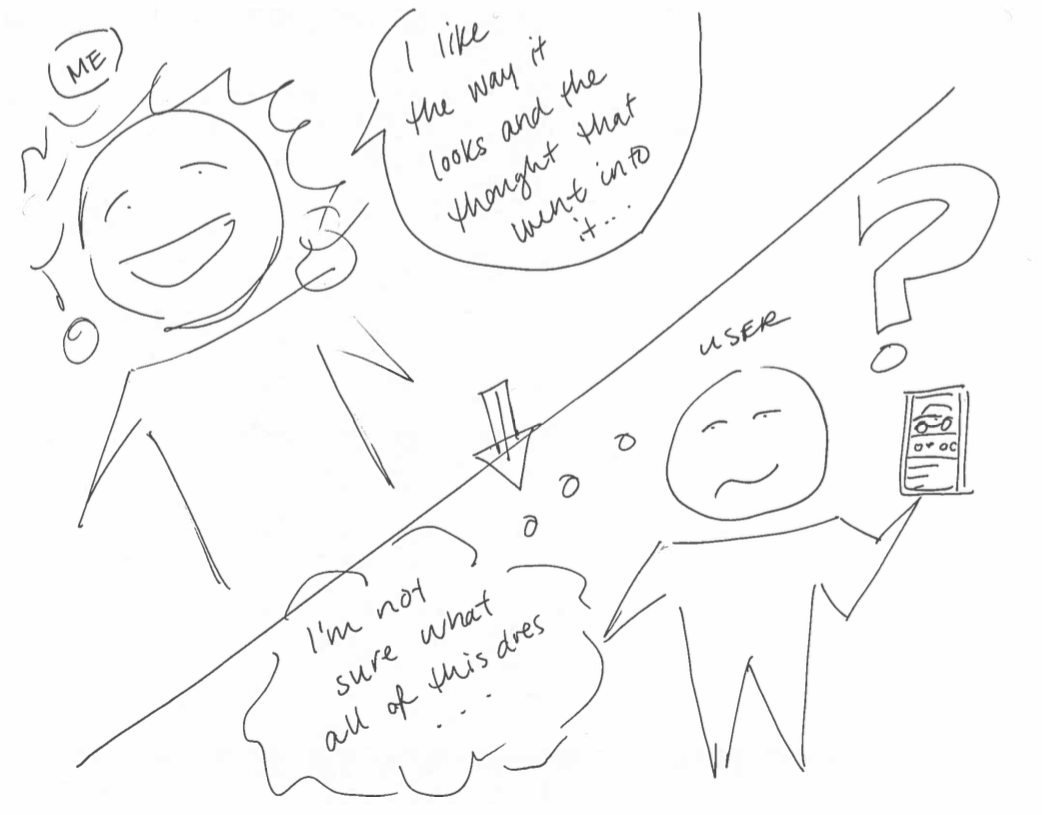 ME
I like
the way it
looks and the
thought that
went into
it...
?
USER
I'm not
sure what
all of this does
...